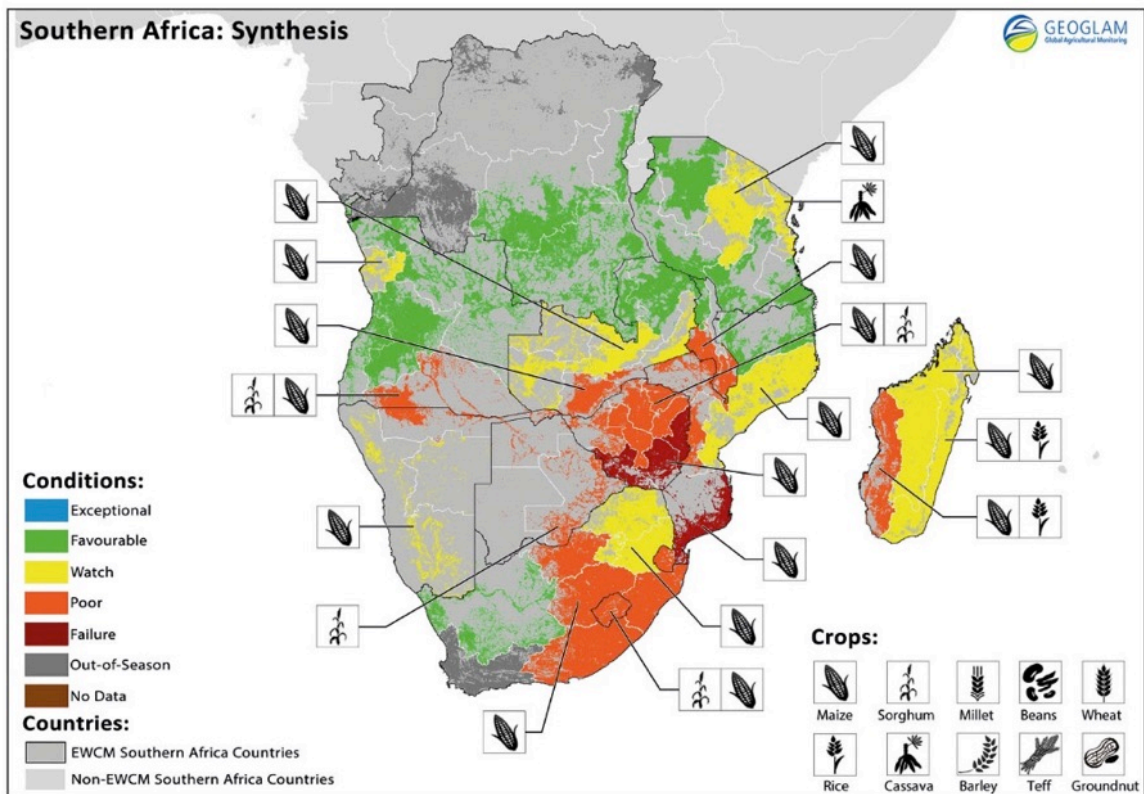 Southern Africa: Synthesis
GEOGLAM
Global Agricultural Monitoring
Conditions:
Exceptional
Favourable
Watch
Poor
Failure
Out-of-Season
No Data
Countries:
EWCM Southern Africa Countries
Non-EWCM Southern Africa Countries
Crops:
Maize
Sorghum
Millet
Beans
Wheat
Rice
Cassava
Barley
Teff
Groundnut